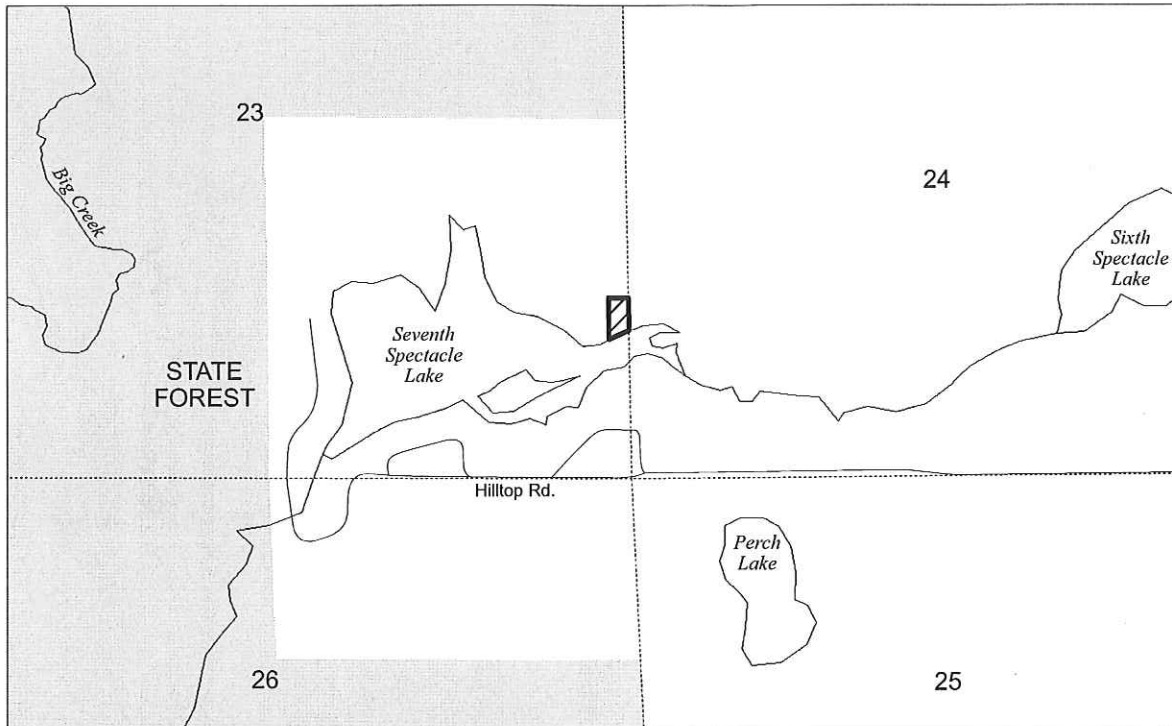 23
24
Big Creek
Sixth
Spectacle
Lake
Seventh
Spectacle
Lake
STATE
FOREST
Hilltop Rd.
Perch
Lake
26
25